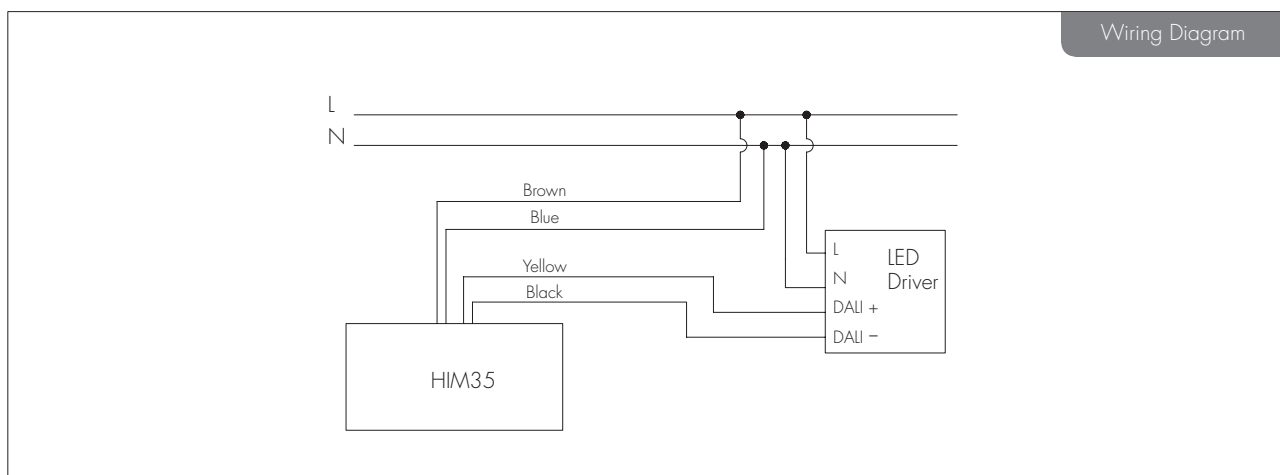 Wiring Diagram
L
N
Brown
Blue
Yellow
Black
L
N
DALI +
DALI −
LED
Driver
HIM35